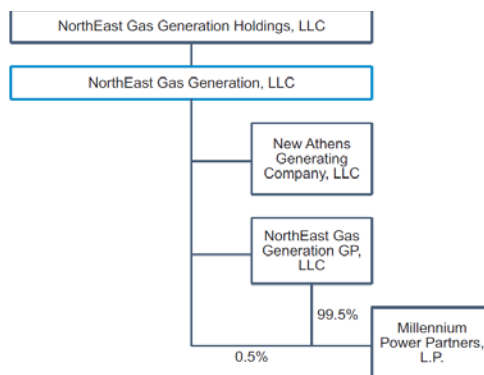 NorthEast Gas Generation Holdings, LLC
NorthEast Gas Generation, LLC
New Athens
Generating
Company, LLC
NorthEast Gas
Generation GP,
LLC
99.5%
Millennium
Power Partners,
L.P.
0.5%